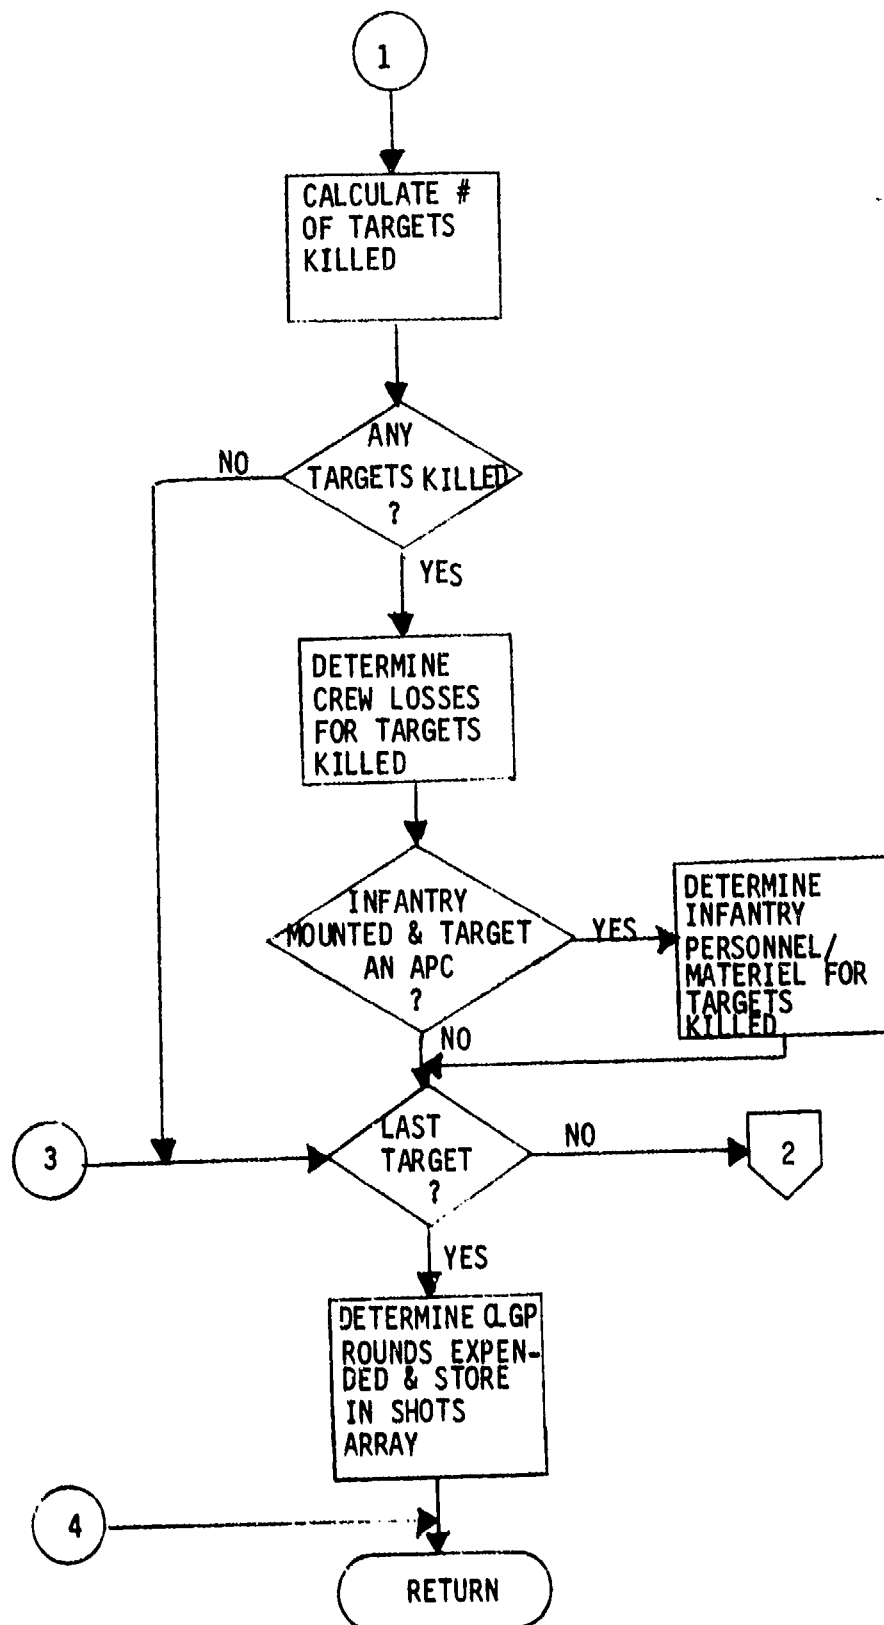 1
CALCULATE #
OF TARGETS
KILLED
ANY
TARGETS KILLED
?
NO
YES
DETERMINE
CREW LOSSES
FOR TARGETS
KILLED
INFANTRY
MOUNTED & TARGET
AN APC
?
YES
DETERMINE
INFANTRY
PERSONNEL/
MATERIEL FOR
TARGETS
KILLED
NO
3
LAST
TARGET
?
NO
2
YES
DETERMINE CLGP
ROUNDS EXPEN-
DED & STORE
IN SHOTS
ARRAY
4
RETURN